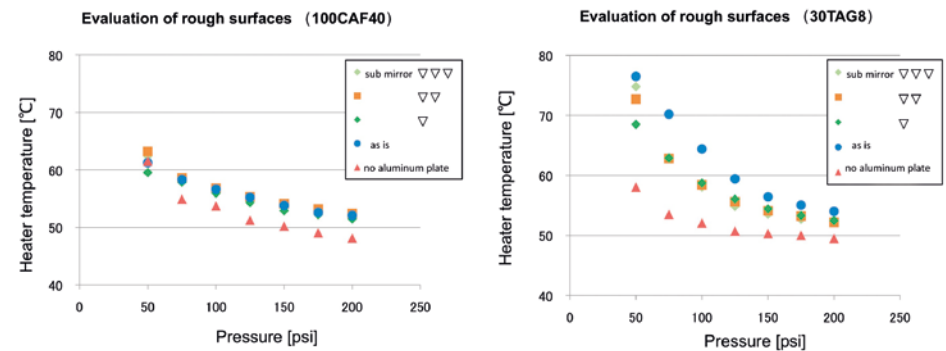 Evaluation of rough surfaces （100CAF40）
80
70
60
50
40
0
50
100
150
200
250
Heater temperature [℃]
Pressure [psi]
sub mirror ▽▽▽
▽▽
▽
as is
no aluminum plate
Evaluation of rough surfaces （30TAG8）
80
70
60
50
40
0
50
100
150
200
250
Heater temperature [℃]
Pressure [psi]
sub mirror ▽▽▽
▽▽
▽
as is
no aluminum plate